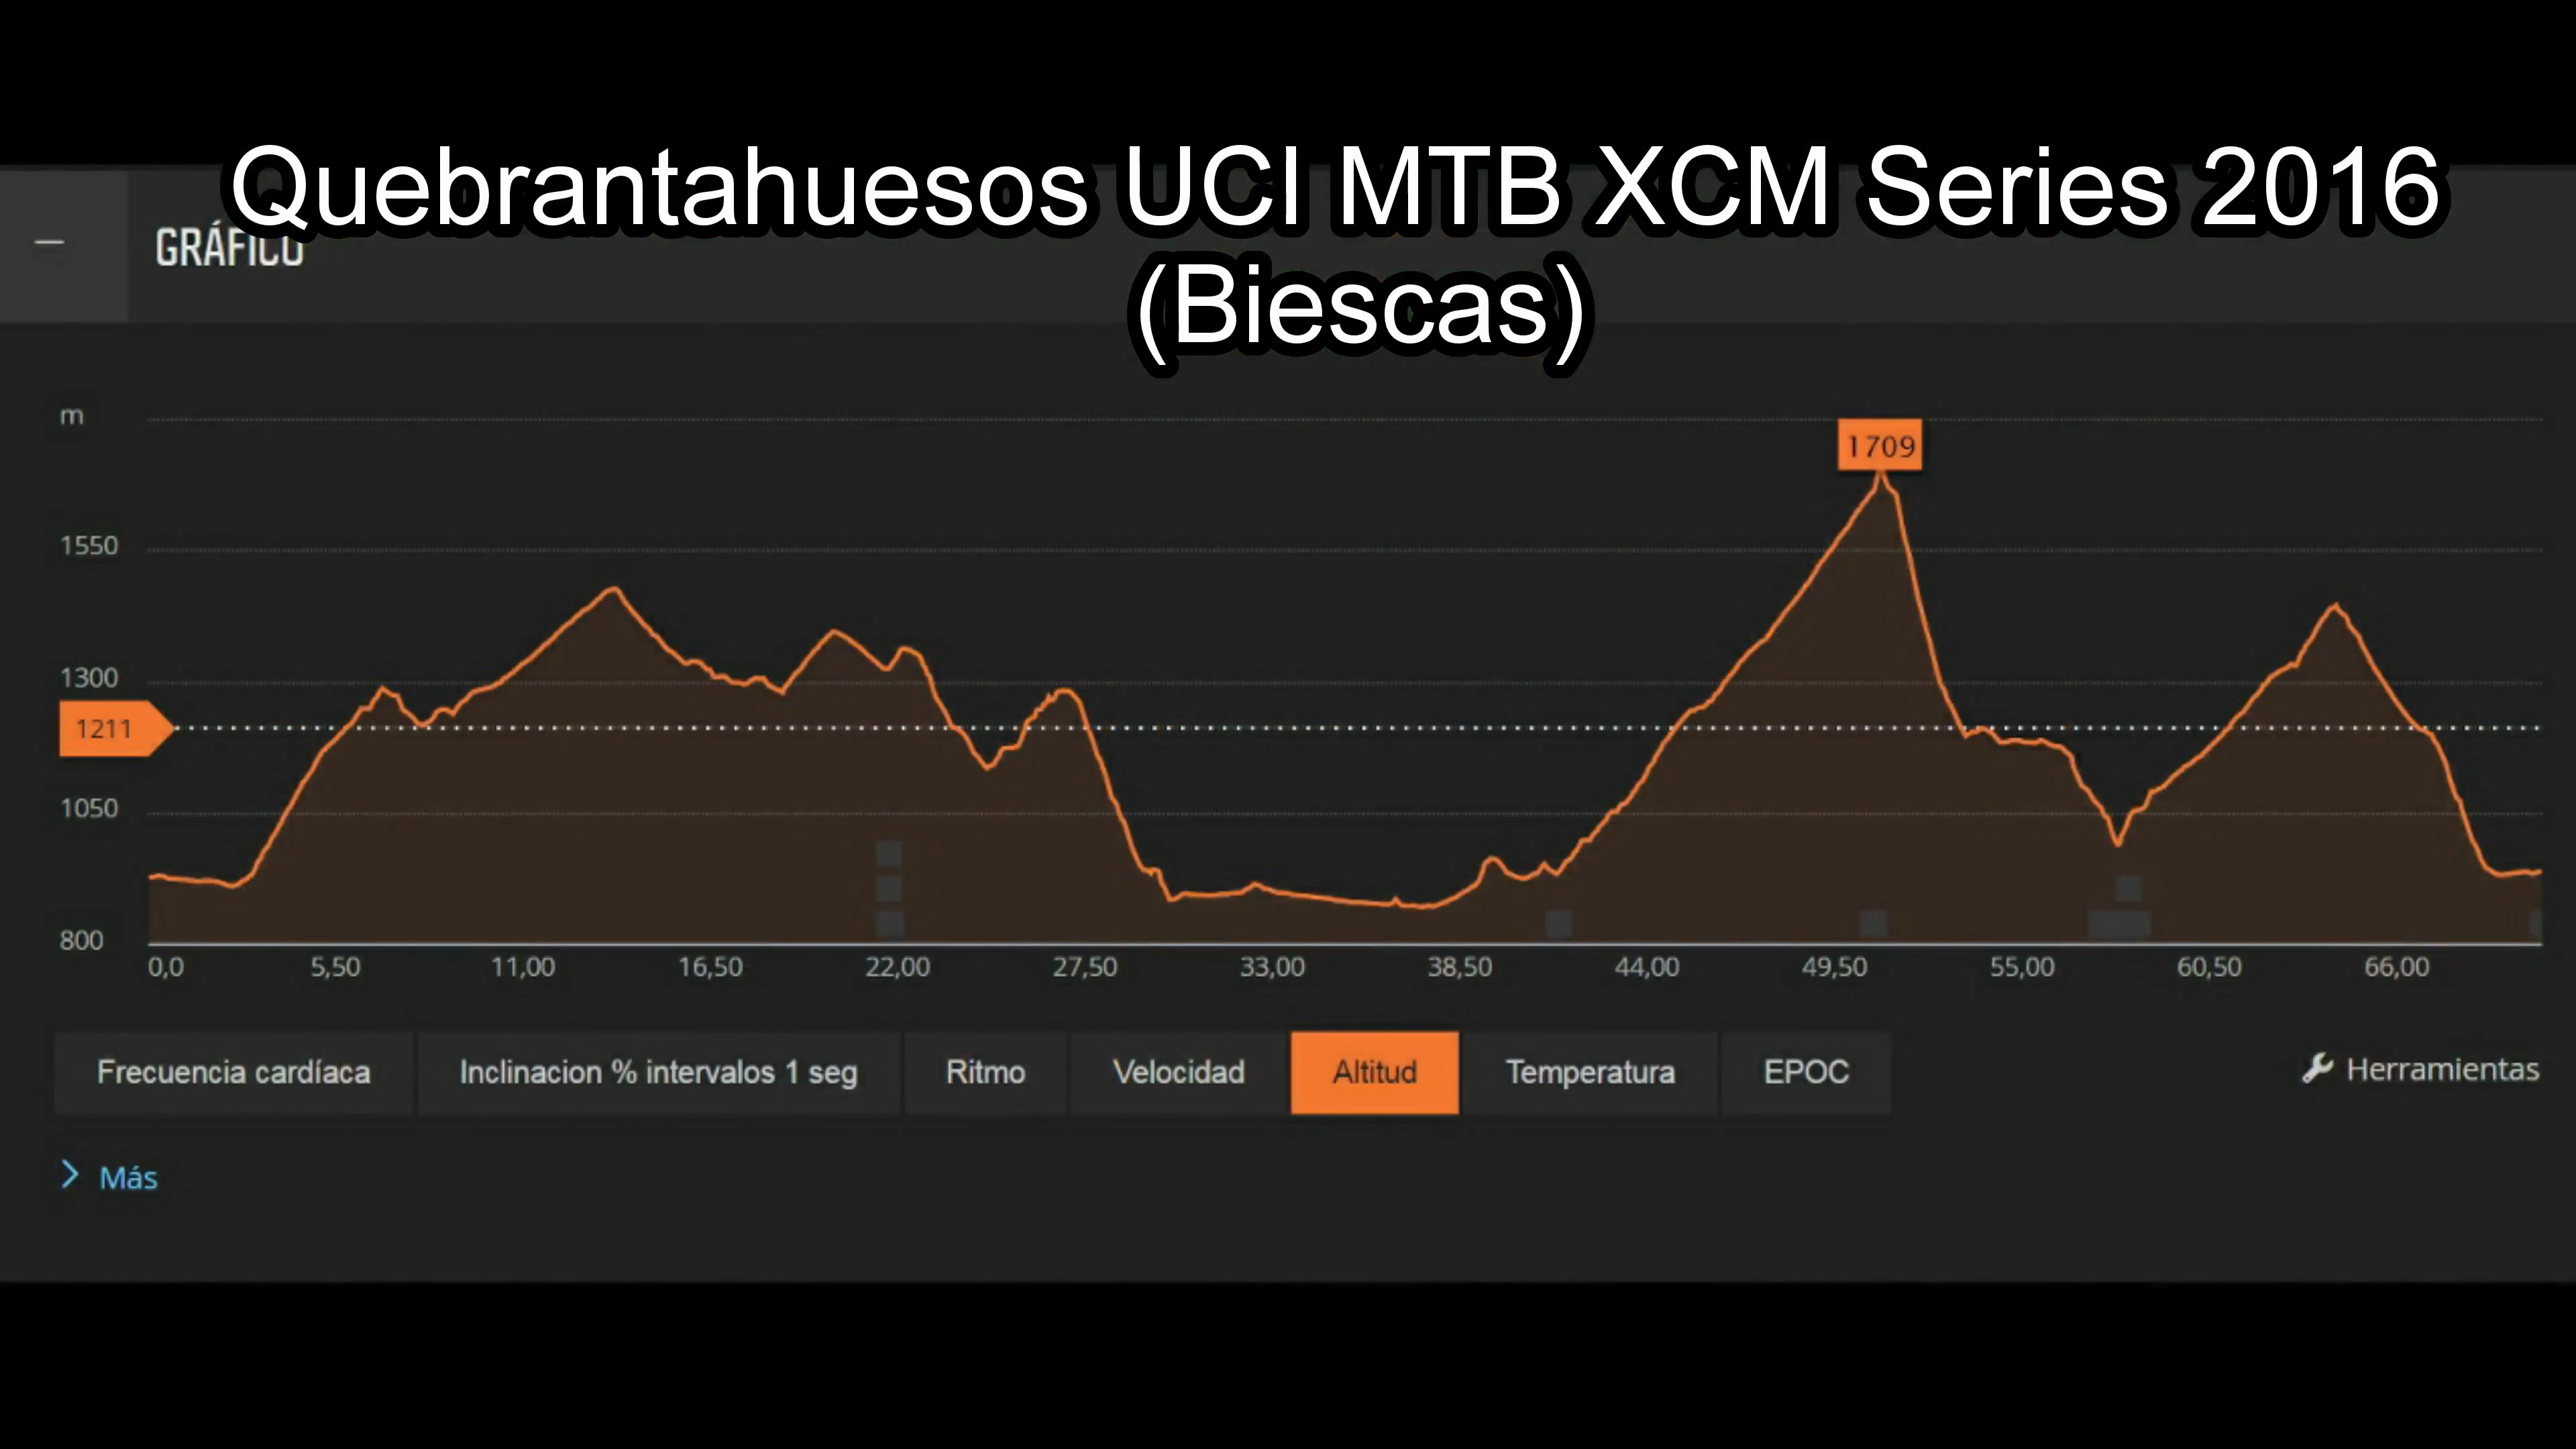 Quebrantahuesos UCI MTB XCM Series 2016
(Biescas)
GRÁFICO
m
1709
1550
1300
1211
1050
800
0,0 5,50 11,00 16,50 22,00 27,50 33,00 38,50 44,00 49,50 55,00 60,50 66,00
Frecuencia cardíaca Inclinacion % intervalos 1 seg Ritmo Velocidad Altitud Temperatura EPOC Herramientas
Más